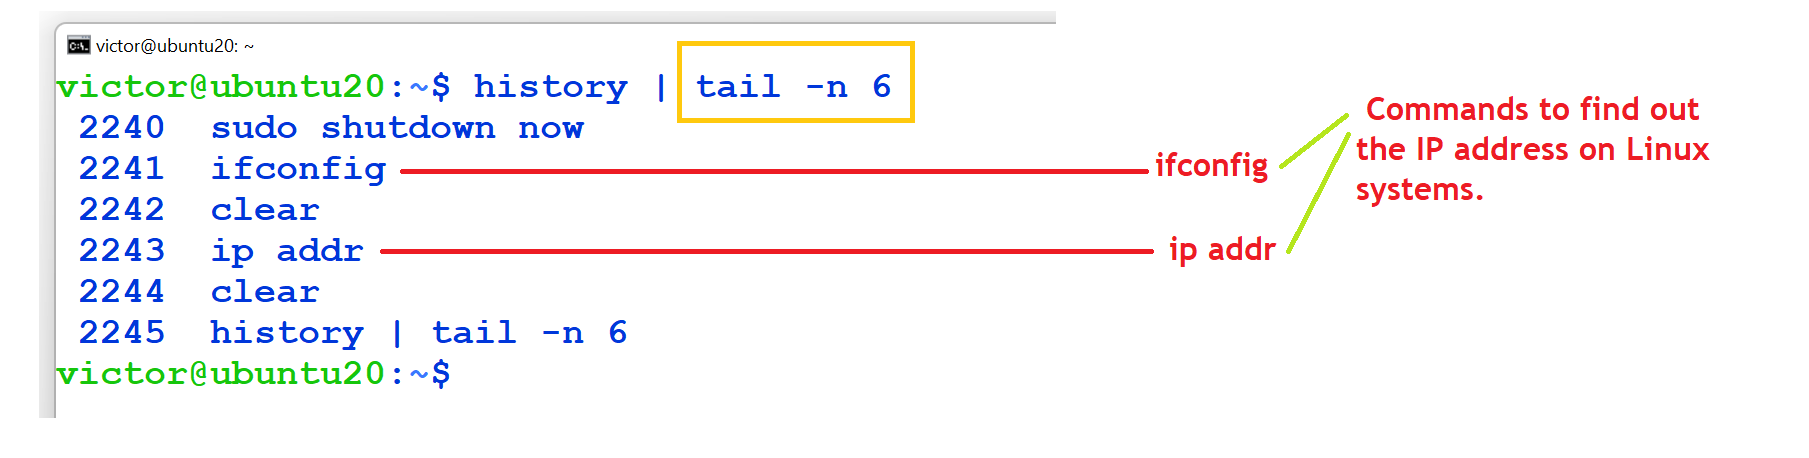 C:\.
victor@ubuntu20: ~
victor@ubuntu20:~$ history | tail -n 6
2240 sudo shutdown now
2241 ifconfig
2242 clear
2243 ip addr
2244 clear
2245 history | tail -n 6
victor@ubuntu20:~$
ifconfig
ip addr
Commands to find out
the IP address on Linux
systems.